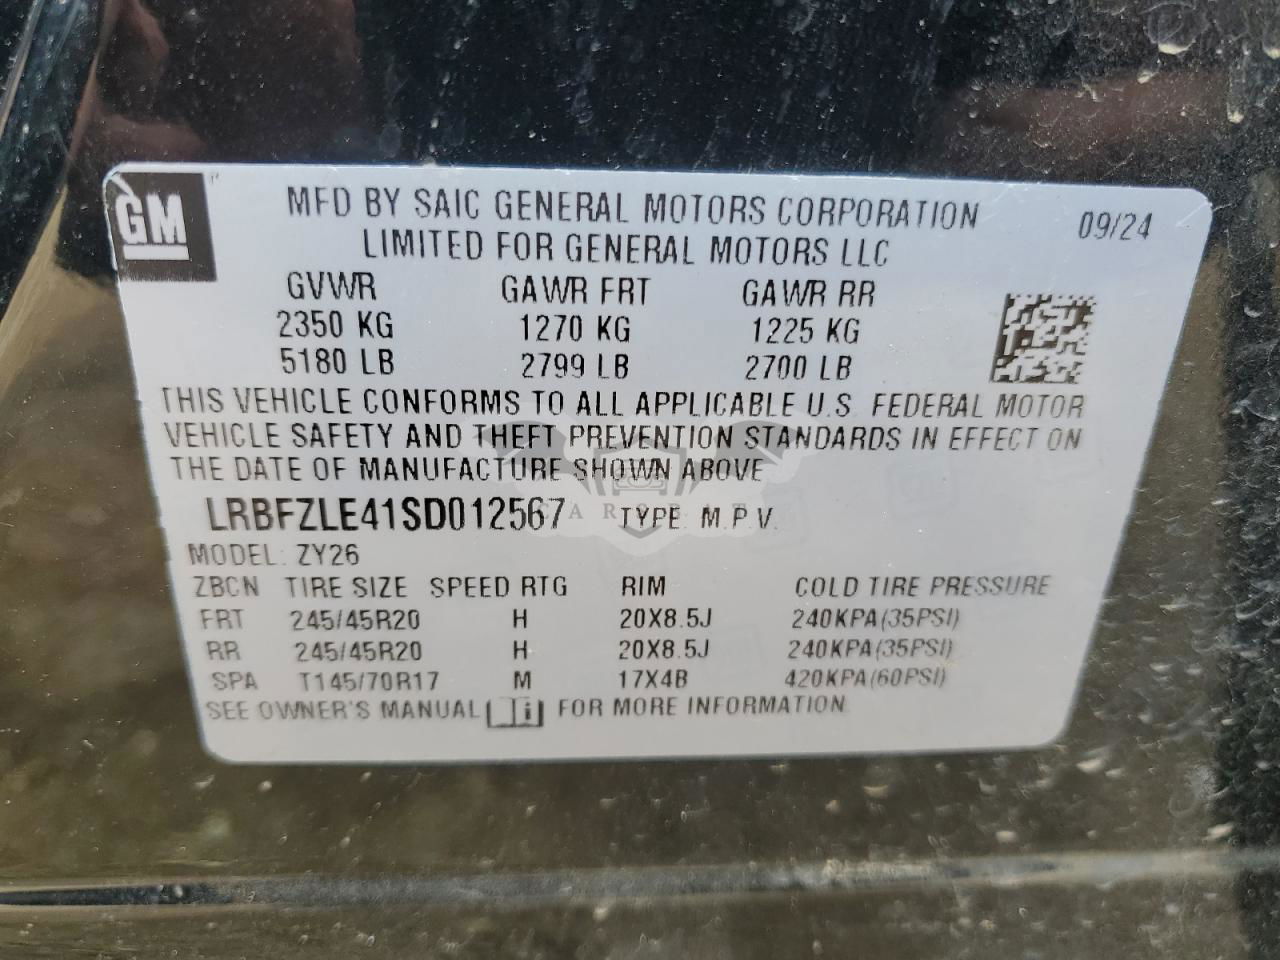 GM
MFD BY SAIC GENERAL MOTORS CORPORATION 09/24
LIMITED FOR GENERAL MOTORS LLC
GVWR GAWR FRT GAWR RR
2350 KG 1270 KG 1225 KG
5180 LB 2799 LB 2700 LB
THIS VEHICLE CONFORMS TO ALL APPLICABLE U.S. FEDERAL MOTOR
VEHICLE SAFETY AND THEFT PREVENTION STANDARDS IN EFFECT ON
THE DATE OF MANUFACTURE SHOWN ABOVE
LRBFZLE41SD012567 TYPE: M.P.V.
MODEL: ZY26
ZBCN TIRE SIZE SPEED RTG RIM COLD TIRE PRESSURE
FRT 245/45R20 H 20X8.5J 240KPA(35PSI)
RR 245/45R20 H 20X8.5J 240KPA(35PSI)
SPA T145/70R17 M 17X4B 420KPA(60PSI)
SEE OWNER'S MANUAL i FOR MORE INFORMATION